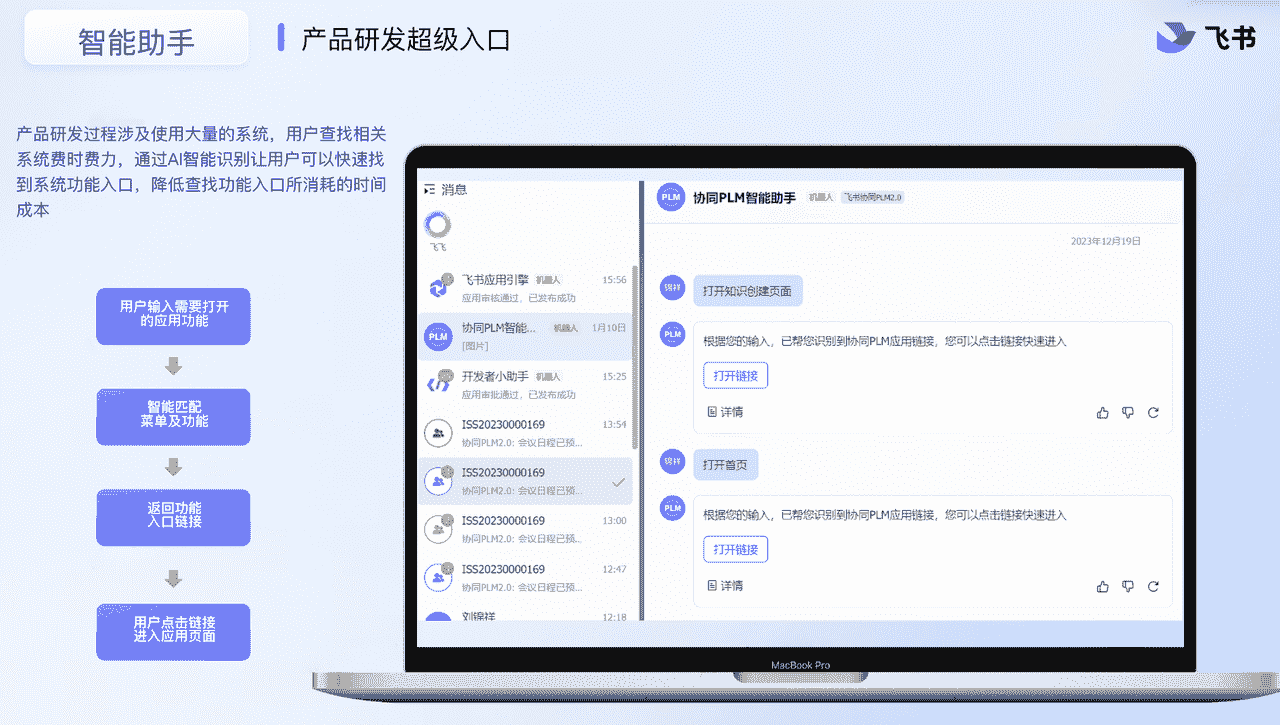 智能助手
产品研发超级入口
飞书
产品研发过程涉及使用大量的系统，用户查找相关
系统费时费力，通过AI智能识别让用户可以快速找
到系统功能入口，降低查找功能入口所消耗的时间
成本
用户输入需要打开
的应用功能
智能匹配
菜单及功能
返回功能
入口链接
用户点击链接
进入应用页面
消息
飞飞
飞书应用引擎 机器人 15:56
应用审核通过，已发布成功
协同PLM智能... 机器人 1月10日
[图片]
开发者小助手 机器人 15:25
应用审批通过，已发布成功
ISS20230000169 13:54
协同PLM2.0: 会议日程已预...
ISS20230000169
协同PLM2.0: 会议日程已预...
ISS20230000169 13:00
协同PLM2.0: 会议日程已预...
ISS20230000169 12:47
协同PLM2.0: 会议日程已预...
刘锦祥 12:18
PLM
PLM 协同PLM智能助手 机器人 飞书协同PLM2.0
2023年12月19日
锦祥 打开知识创建页面
PLM 根据您的输入，已帮您识别到协同PLM应用链接，您可以点击链接快速进入
打开链接
详情
锦祥 打开首页
PLM 根据您的输入，已帮您识别到协同PLM应用链接，您可以点击链接快速进入
打开链接
详情
MacBook Pro